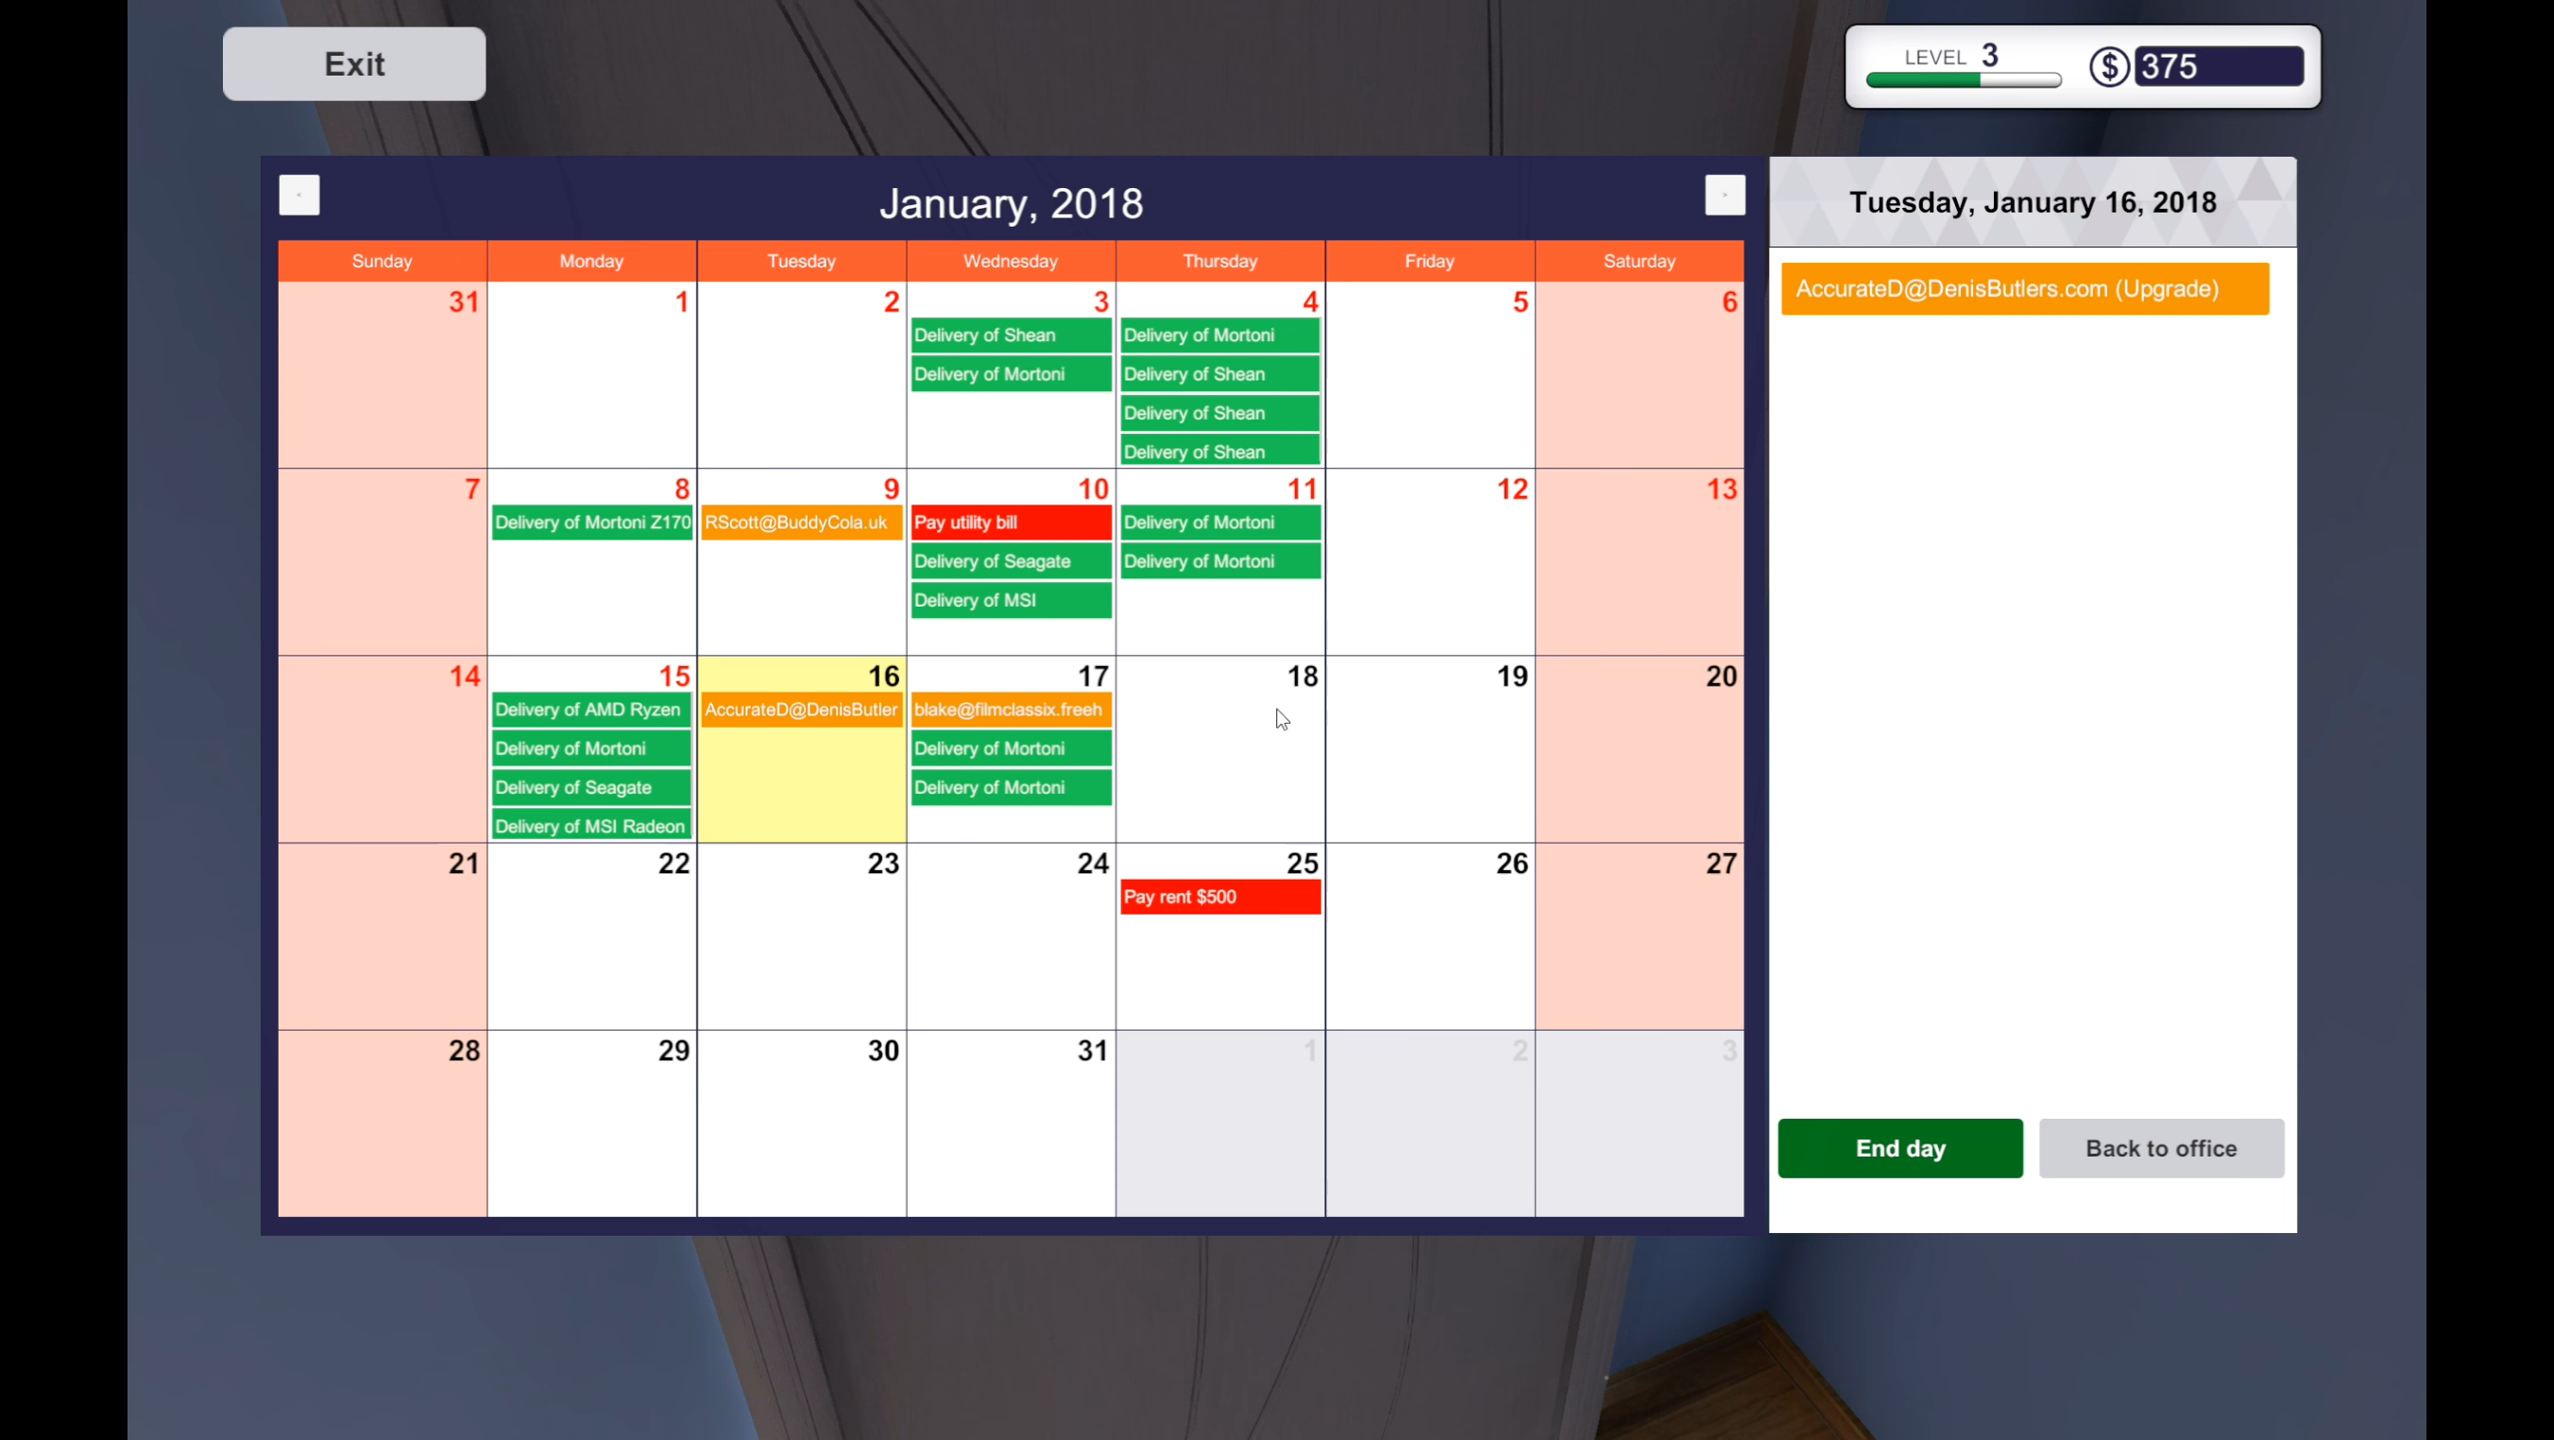 Exit
LEVEL 3
$ 375
<
January, 2018
>
Sunday Monday Tuesday Wednesday Thursday Friday Saturday
31 1 2 3 4 5 6
Delivery of Shean
Delivery of Mortoni
Delivery of Mortoni
Delivery of Shean
Delivery of Shean
Delivery of Shean
7 8 9 10 11 12 13
Delivery of Mortoni Z170
RScott@BuddyCola.uk
Pay utility bill
Delivery of Seagate
Delivery of MSI
Delivery of Mortoni
Delivery of Mortoni
14 15 16 17 18 19 20
Delivery of AMD Ryzen
Delivery of Mortoni
Delivery of Seagate
Delivery of MSI Radeon
AccurateD@DenisButler
blake@filmclassix.freeh
Delivery of Mortoni
Delivery of Mortoni
21 22 23 24 25 26 27
Pay rent $500
28 29 30 31 1 2 3
Tuesday, January 16, 2018
AccurateD@DenisButlers.com (Upgrade)
End day
Back to office